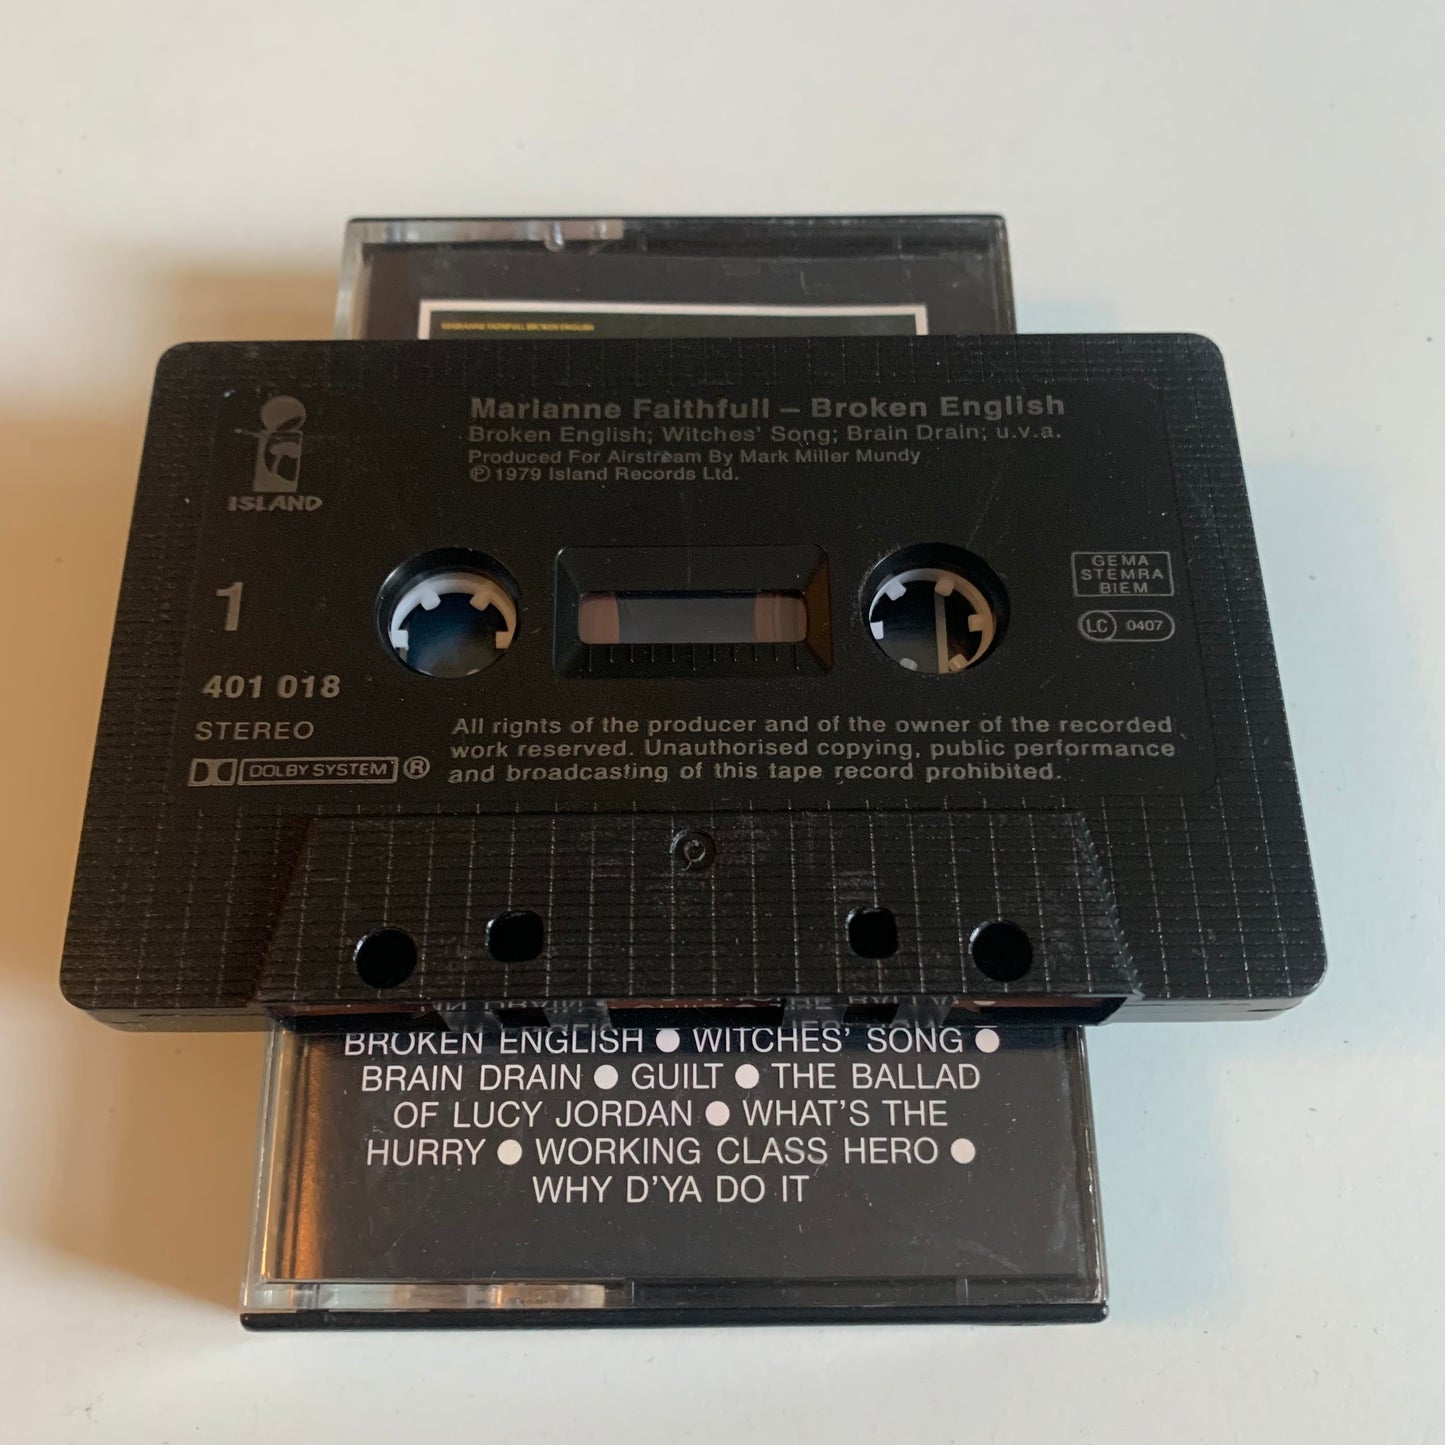 MARIANNE FAITHFULL BROKEN ENGLISH
ISLAND
Marianne Faithfull – Broken English
Broken English; Witches' Song; Brain Drain; u.v.a.
Produced For Airstream By Mark Miller Mundy
℗ 1979 Island Records Ltd.
1
401 018
STEREO
DOLBY SYSTEM ®
GEMA
STEMRA
BIEM
LC 0407
All rights of the producer and of the owner of the recorded
work reserved. Unauthorised copying, public performance
and broadcasting of this tape record prohibited.
BROKEN ENGLISH ● WITCHES' SONG ●
BRAIN DRAIN ● GUILT ● THE BALLAD
OF LUCY JORDAN ● WHAT'S THE
HURRY ● WORKING CLASS HERO ●
WHY D'YA DO IT